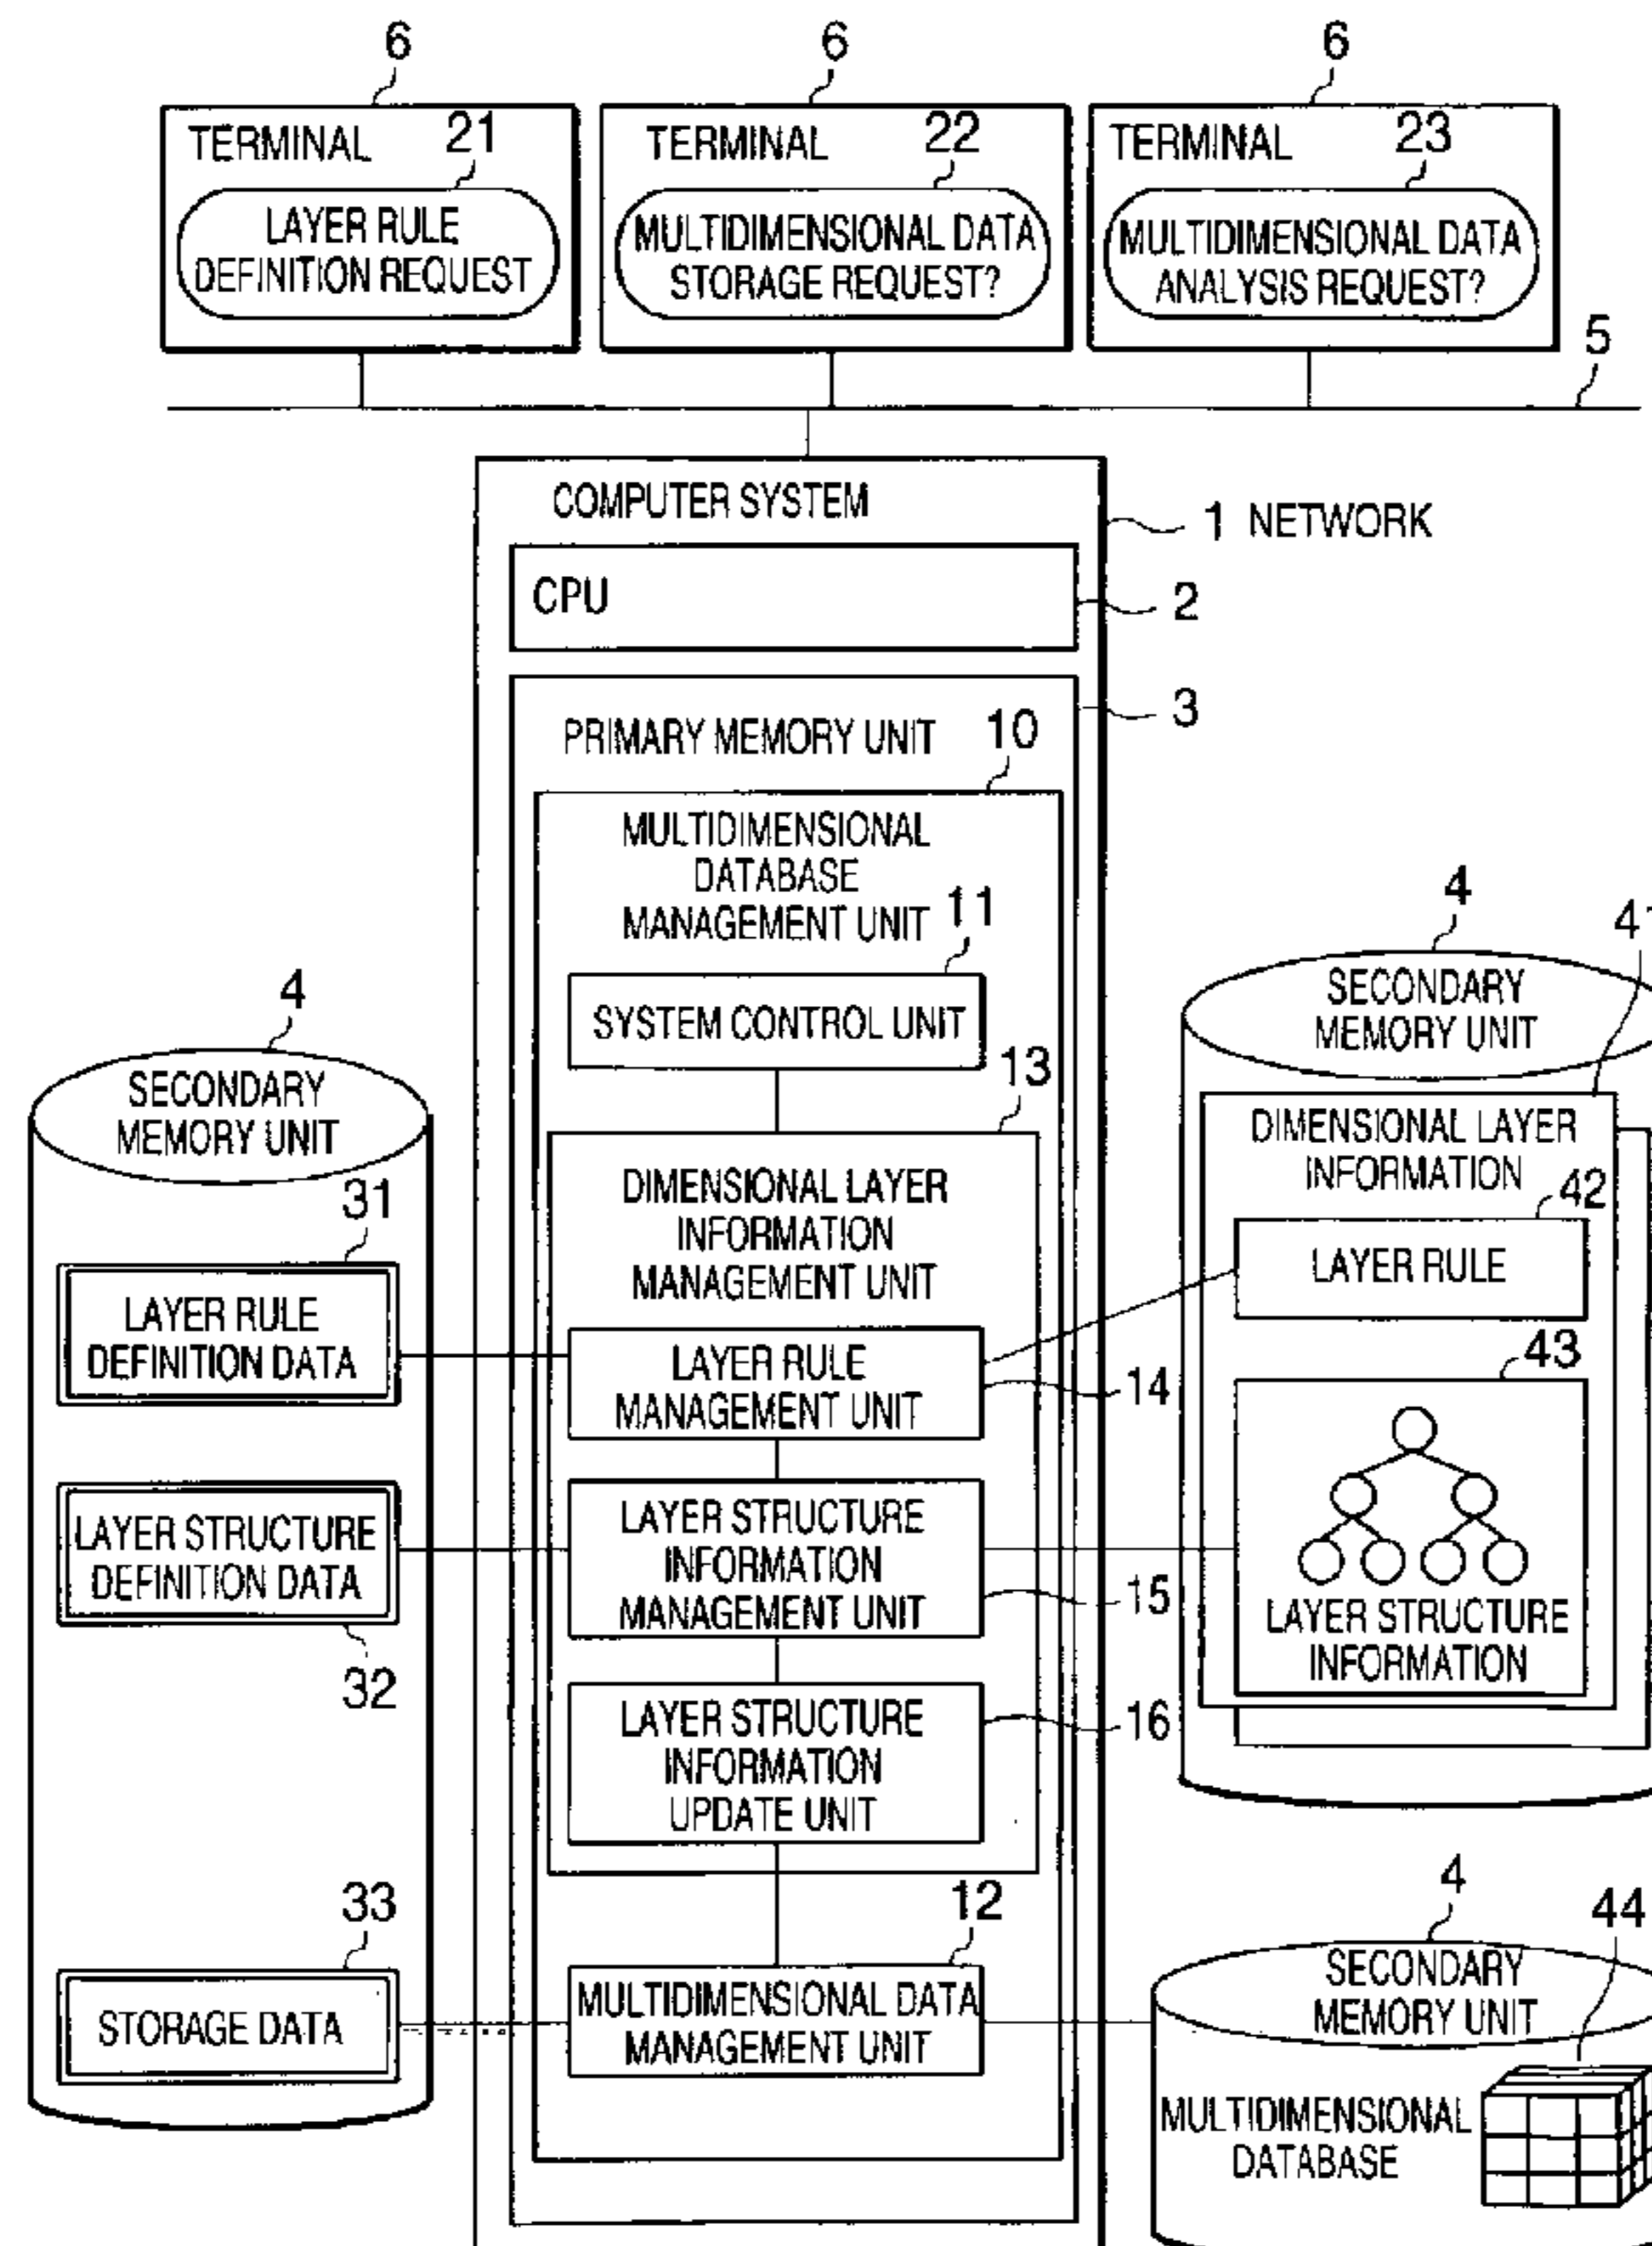 6
6
6
TERMINAL
21
LAYER RULE
DEFINITION REQUEST
TERMINAL
22
MULTIDIMENSIONAL DATA
STORAGE REQUEST?
TERMINAL
23
MULTIDIMENSIONAL DATA
ANALYSIS REQUEST?
5
COMPUTER SYSTEM
1 NETWORK
CPU
2
3
PRIMARY MEMORY UNIT
10
MULTIDIMENSIONAL
DATABASE
MANAGEMENT UNIT
11
SYSTEM CONTROL UNIT
13
DIMENSIONAL LAYER
INFORMATION
MANAGEMENT UNIT
LAYER RULE
MANAGEMENT UNIT
14
LAYER STRUCTURE
INFORMATION
MANAGEMENT UNIT
15
LAYER STRUCTURE
INFORMATION
UPDATE UNIT
16
12
MULTIDIMENSIONAL DATA
MANAGEMENT UNIT
4
SECONDARY
MEMORY UNIT
31
LAYER RULE
DEFINITION DATA
LAYER STRUCTURE
DEFINITION DATA
32
33
STORAGE DATA
4
41
SECONDARY
MEMORY UNIT
DIMENSIONAL LAYER
INFORMATION
42
LAYER RULE
43
LAYER STRUCTURE
INFORMATION
4
44
SECONDARY
MEMORY UNIT
MULTIDIMENSIONAL
DATABASE